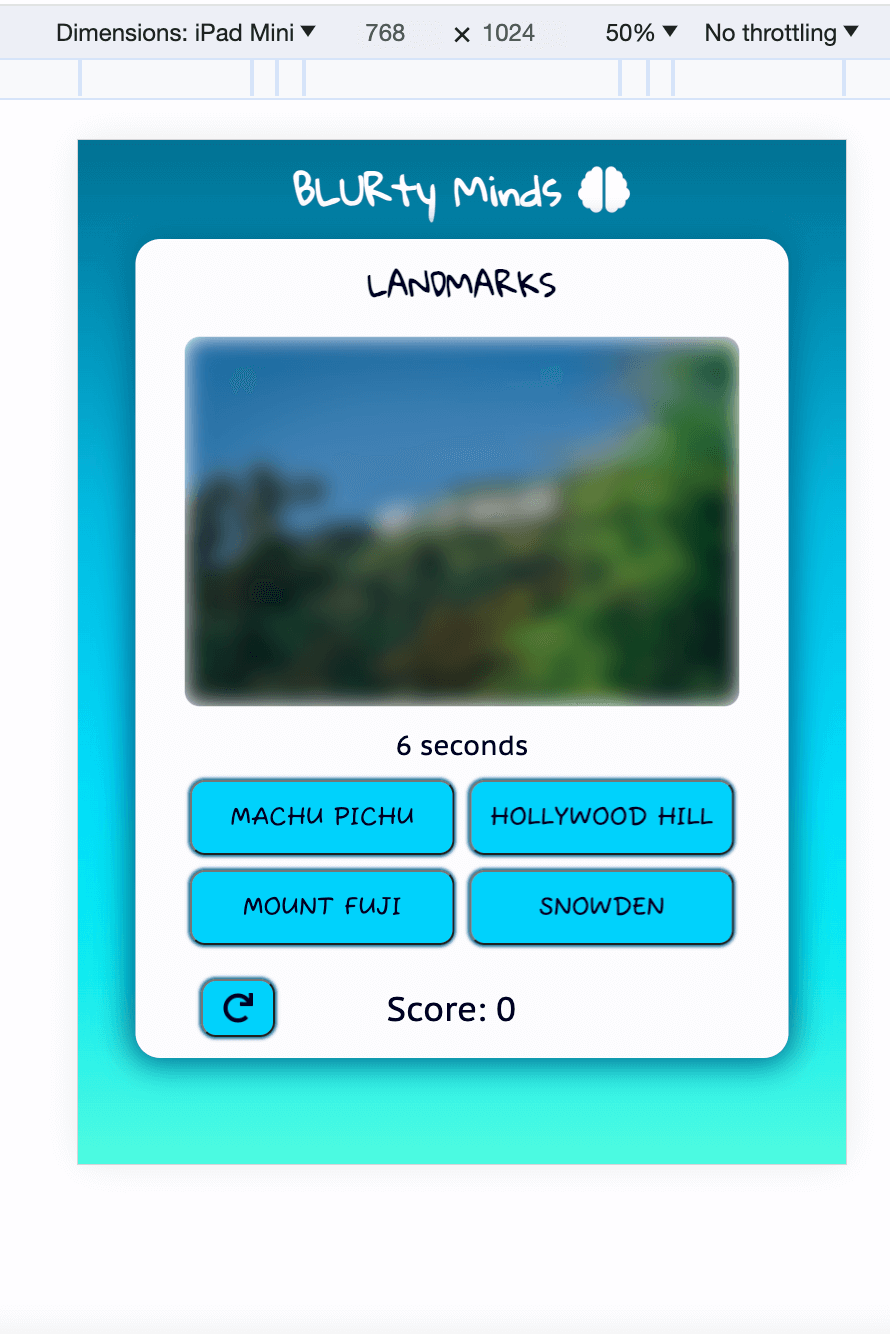 Dimensions: iPad Mini ▼ 768 × 1024 50% ▼ No throttling ▼
BLURty Minds
LANDMARKS
6 seconds
MACHU PICHU HOLLYWOOD HILL
MOUNT FUJI SNOWDEN
Score: 0